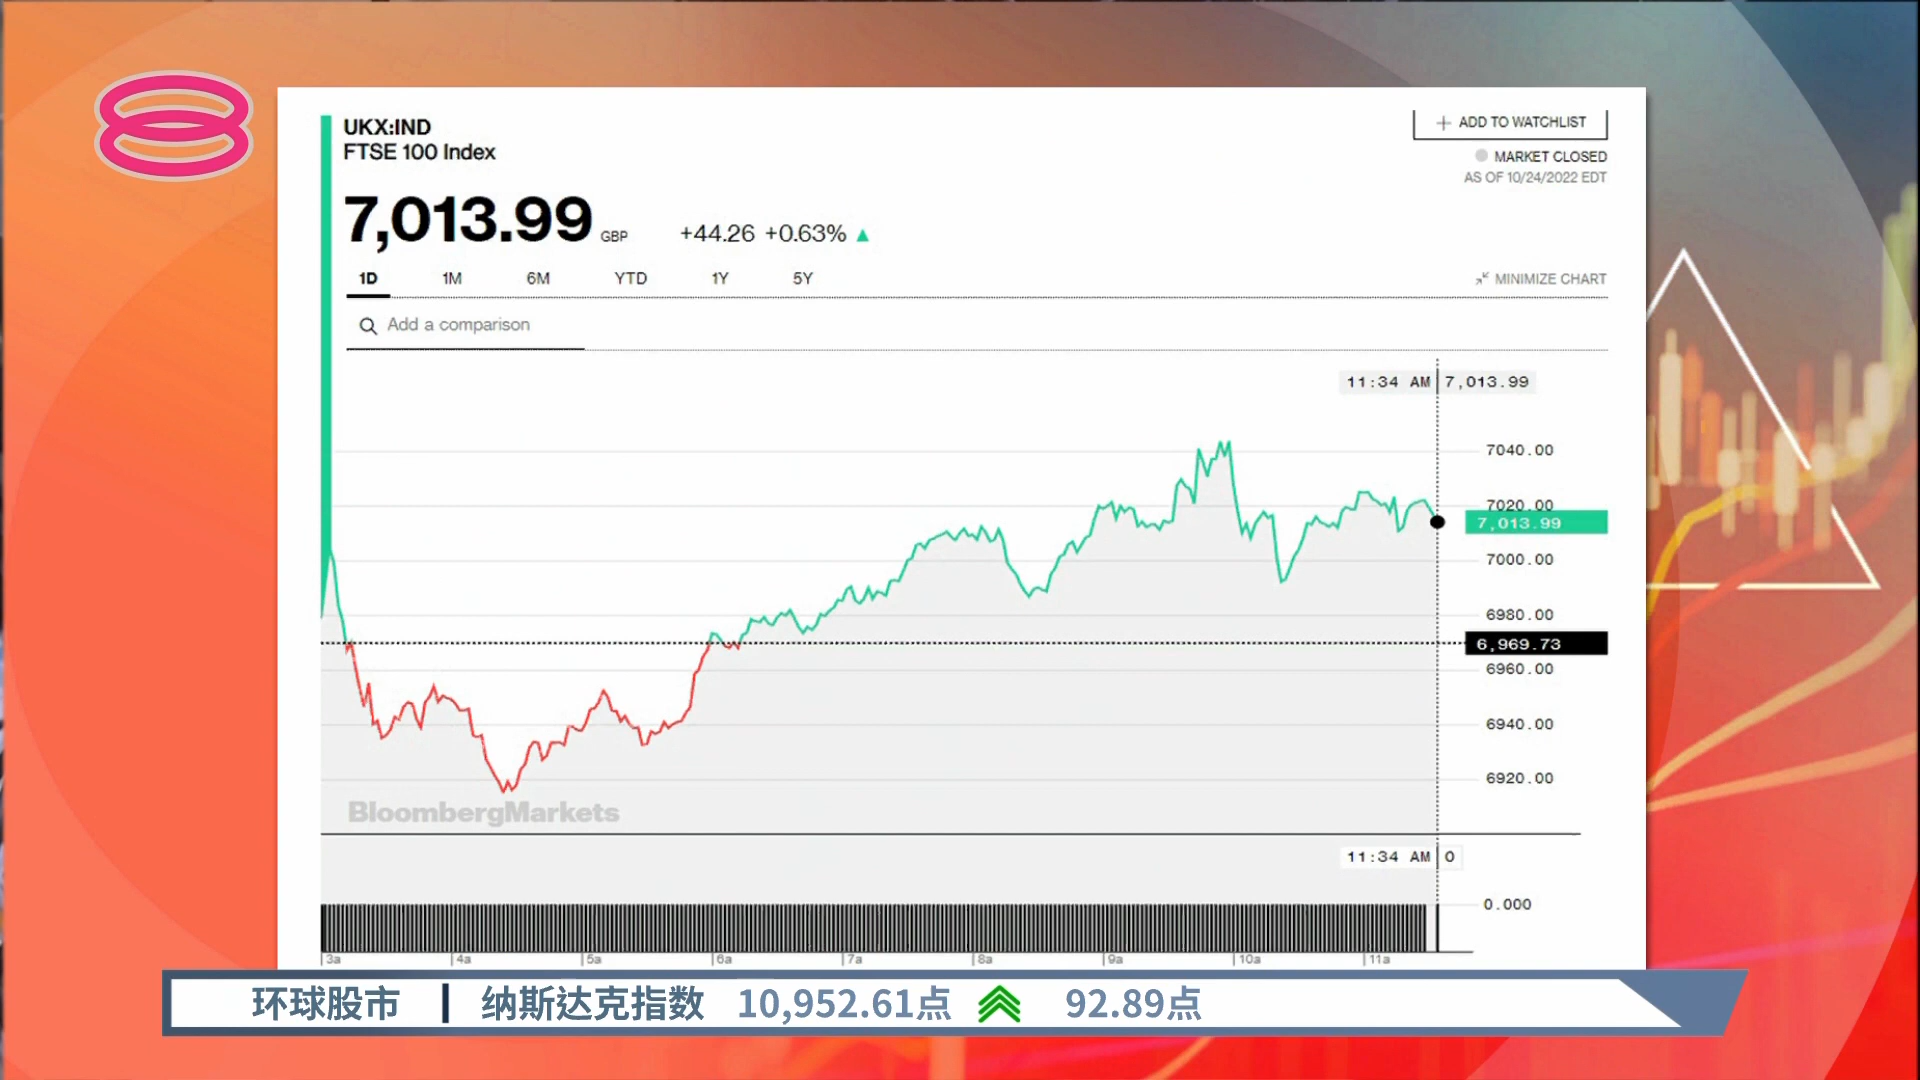 UKX:IND
FTSE 100 Index
7,013.99 GBP +44.26 +0.63%
ADD TO WATCHLIST
MARKET CLOSED
AS OF 10/24/2022 EDT
1D 1M 6M YTD 1Y 5Y
MINIMIZE CHART
Add a comparison
11:34 AM 7,013.99
7040.00
7020.00
7,013.99
7000.00
6980.00
6,969.73
6960.00
6940.00
6920.00
BloombergMarkets
11:34 AM 0
0.000
3a 4a 5a 6a 7a 8a 9a 10a 11a
环球股市 纳斯达克指数 10,952.61点 92.89点